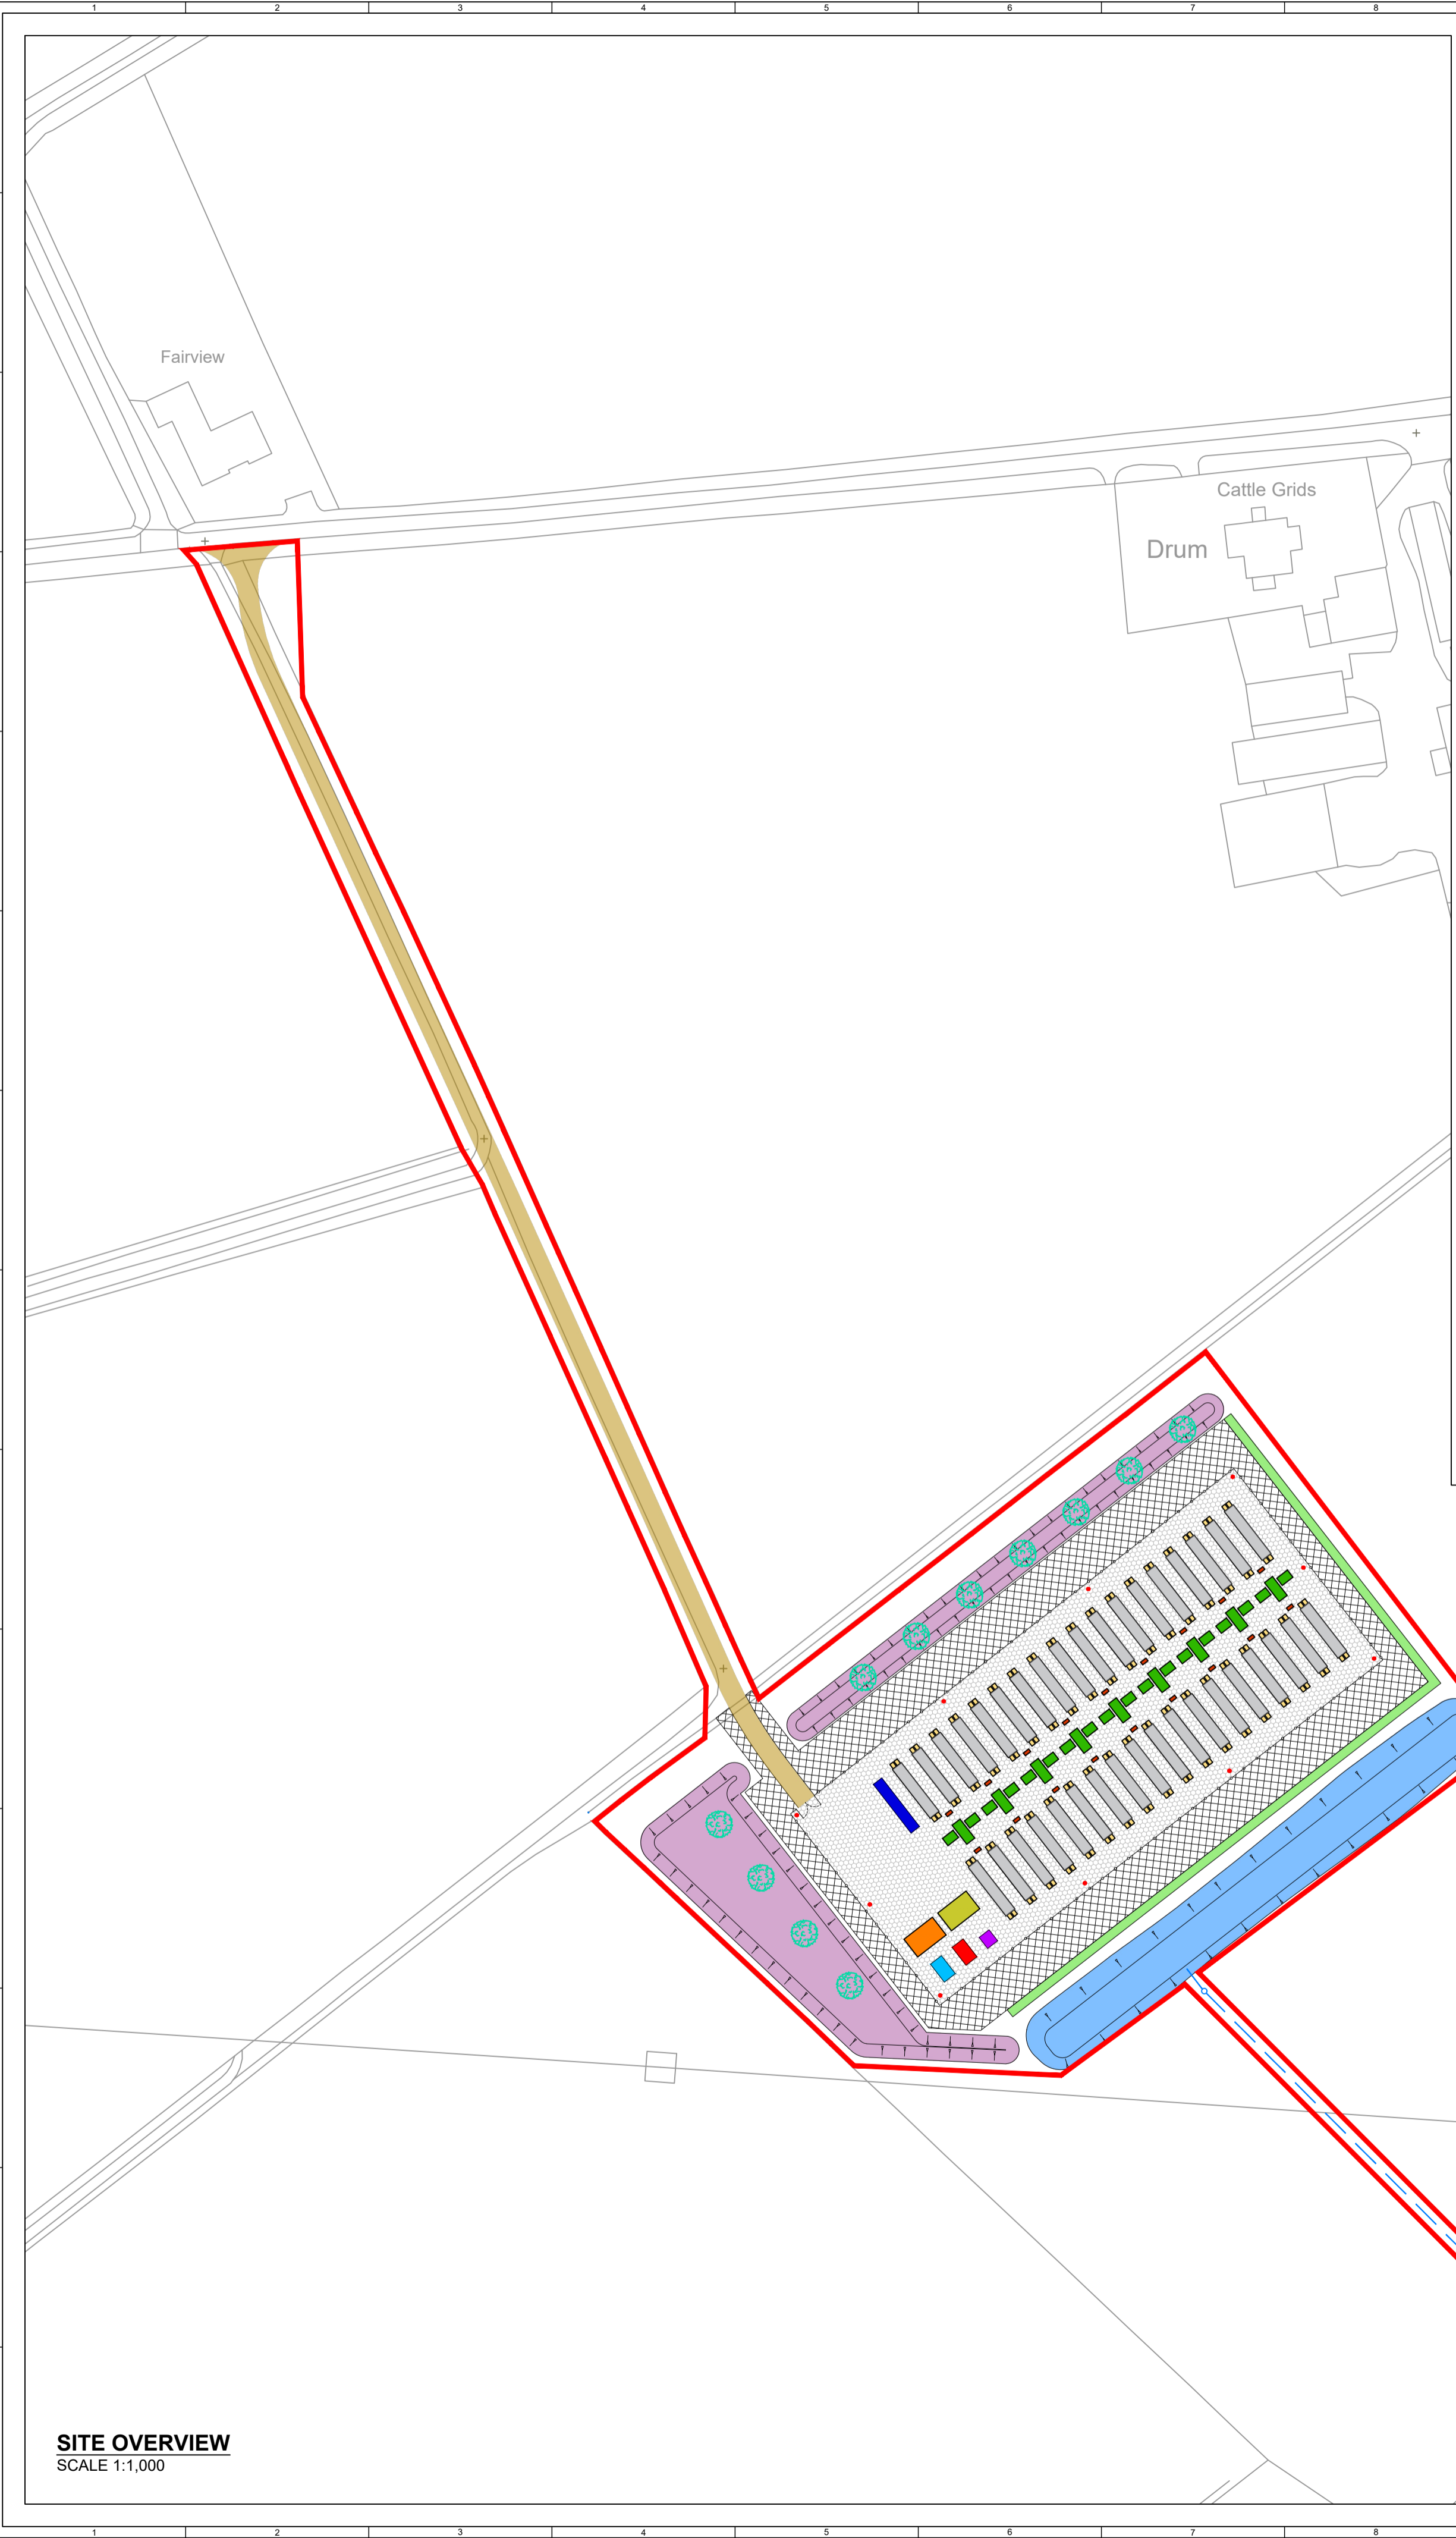 1 2 3 4 5 6 7 8
Fairview
Cattle Grids
Drum
SITE OVERVIEW
SCALE 1:1,000
1 2 3 4 5 6 7 8